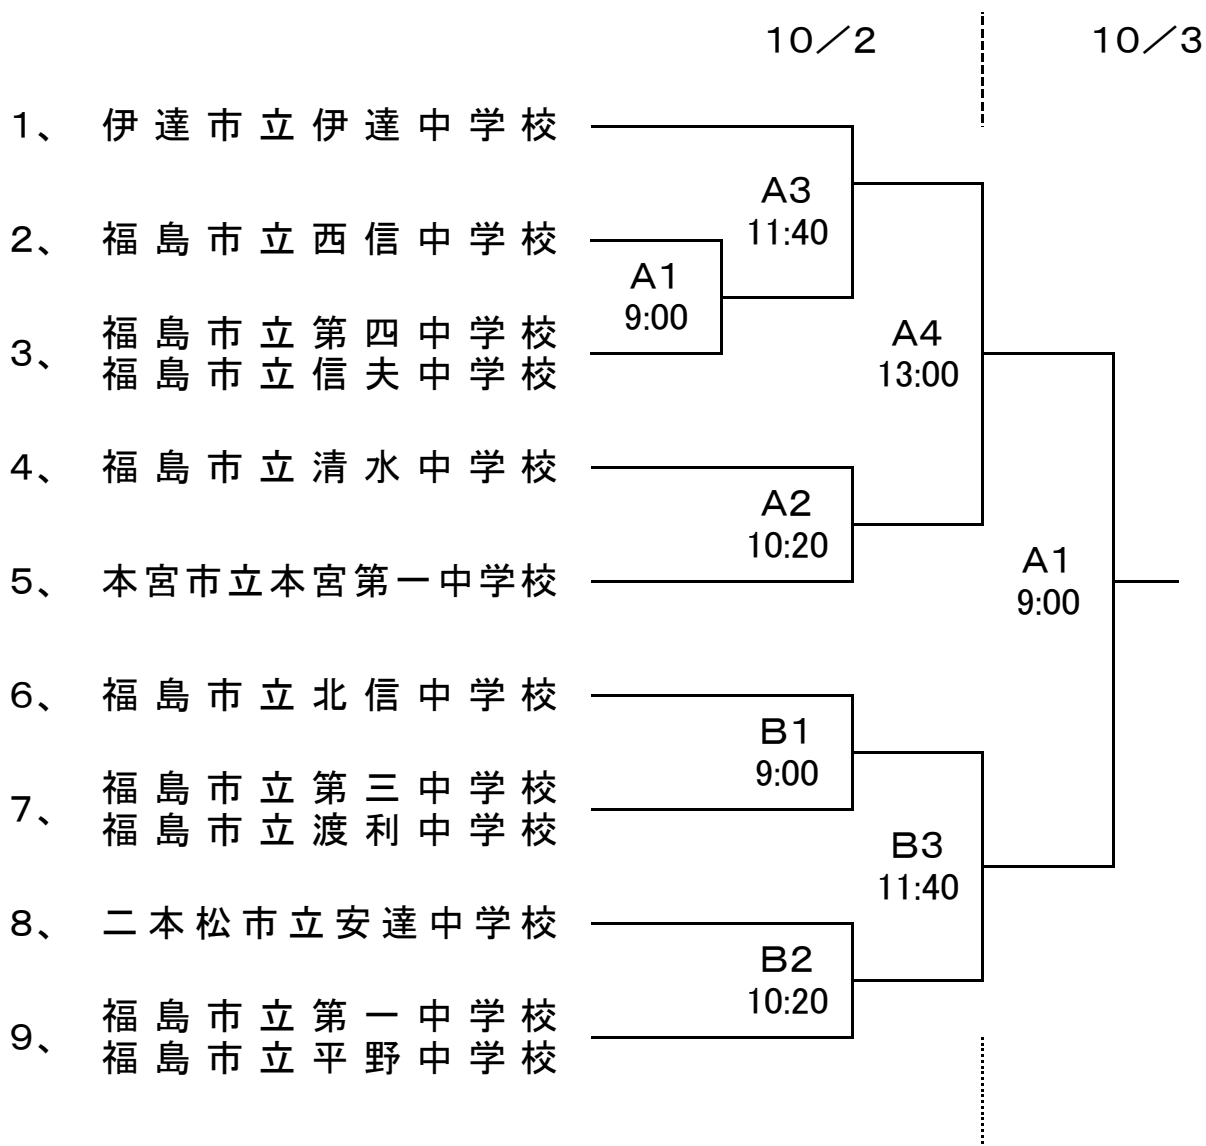 10／2
10／3
1、 伊達市立伊達中学校
A3
11:40
2、 福島市立西信中学校
A1
9:00
3、 福島市立第四中学校
福島市立信夫中学校
A4
13:00
4、 福島市立清水中学校
A2
10:20
5、 本宮市立本宮第一中学校
A1
9:00
6、 福島市立北信中学校
B1
9:00
7、 福島市立第三中学校
福島市立渡利中学校
B3
11:40
8、 二本松市立安達中学校
B2
10:20
9、 福島市立第一中学校
福島市立平野中学校